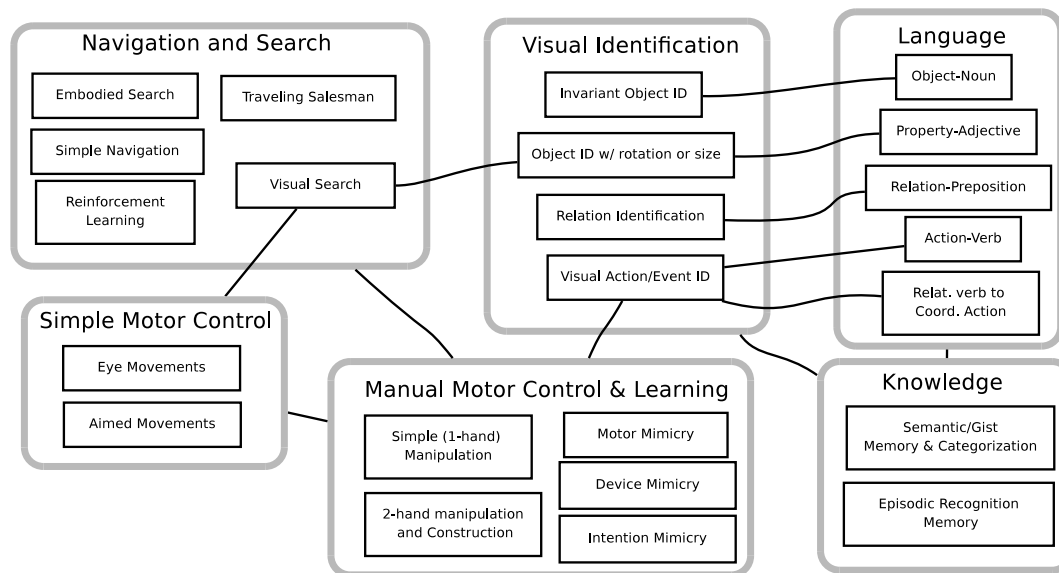 Navigation and Search
Embodied Search
Traveling Salesman
Simple Navigation
Visual Search
Reinforcement
Learning
Visual Identification
Invariant Object ID
Object ID w/ rotation or size
Relation Identification
Visual Action/Event ID
Language
Object-Noun
Property-Adjective
Relation-Preposition
Action-Verb
Relat. verb to
Coord. Action
Simple Motor Control
Eye Movements
Aimed Movements
Manual Motor Control & Learning
Simple (1-hand)
Manipulation
2-hand manipulation
and Construction
Motor Mimicry
Device Mimicry
Intention Mimicry
Knowledge
Semantic/Gist
Memory & Categorization
Episodic Recognition
Memory